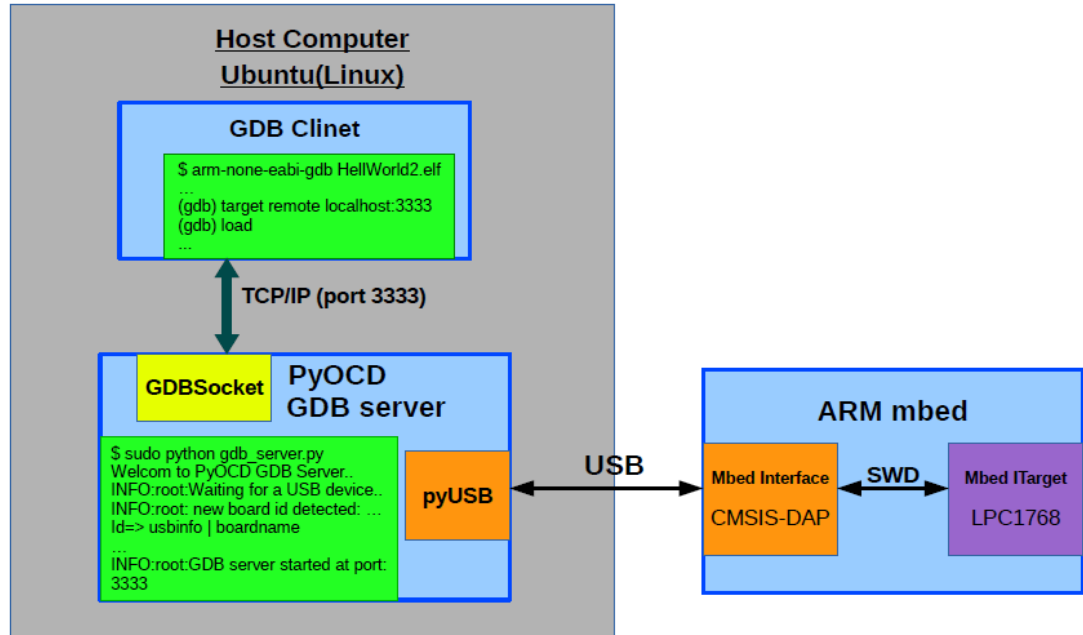 Host Computer
Ubuntu(Linux)
GDB Clinet
$ arm-none-eabi-gdb HellWorld2.elf
...
(gdb) target remote localhost:3333
(gdb) load
...
TCP/IP (port 3333)
GDBSocket
PyOCD
GDB server
$ sudo python gdb_server.py
Welcom to PyOCD GDB Server..
INFO:root:Waiting for a USB device..
INFO:root: new board id detected: ...
Id=> usbinfo | boardname
...
INFO:root:GDB server started at port:
3333
pyUSB
USB
ARM mbed
Mbed Interface
CMSIS-DAP
SWD
Mbed ITarget
LPC1768